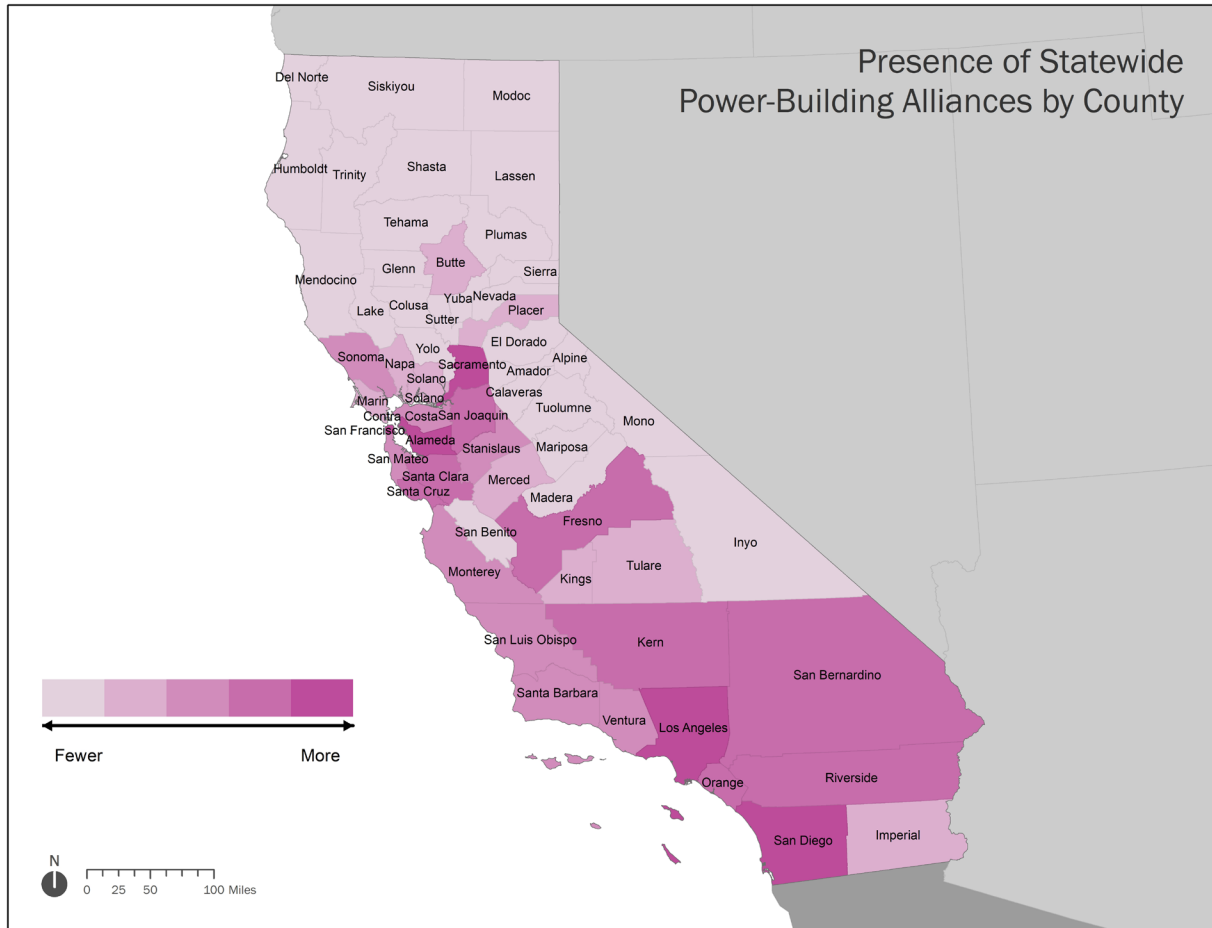 Presence of Statewide
Power-Building Alliances by County
Del Norte
Siskiyou
Modoc
Humboldt
Trinity
Shasta
Lassen
Tehama
Plumas
Butte
Glenn
Sierra
Mendocino
Yuba
Nevada
Colusa
Lake
Placer
Sutter
El Dorado
Yolo
Sonoma
Alpine
Napa
Sacramento
Amador
Solano
Calaveras
Solano
Marin
Tuolumne
Contra Costa
San Joaquin
Mono
San Francisco
Alameda
Stanislaus
Mariposa
San Mateo
Santa Clara
Merced
Santa Cruz
Madera
Fresno
San Benito
Inyo
Monterey
Kings
Tulare
San Luis Obispo
Kern
San Bernardino
Santa Barbara
Ventura
Los Angeles
Orange
Riverside
San Diego
Imperial
Fewer
More
N
0 25 50 100 Miles